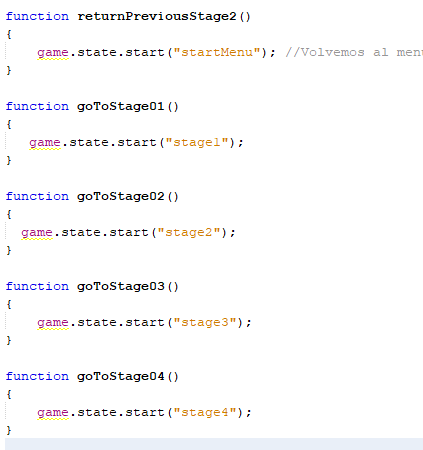 function returnPreviousStage2()
{
    game.state.start("startMenu"); //Volvemos al
}

function goToStage01()
{
   game.state.start("stage1");
}

function goToStage02()
{
  game.state.start("stage2");
}

function goToStage03()
{
    game.state.start("stage3");
}

function goToStage04()
{
    game.state.start("stage4");
}